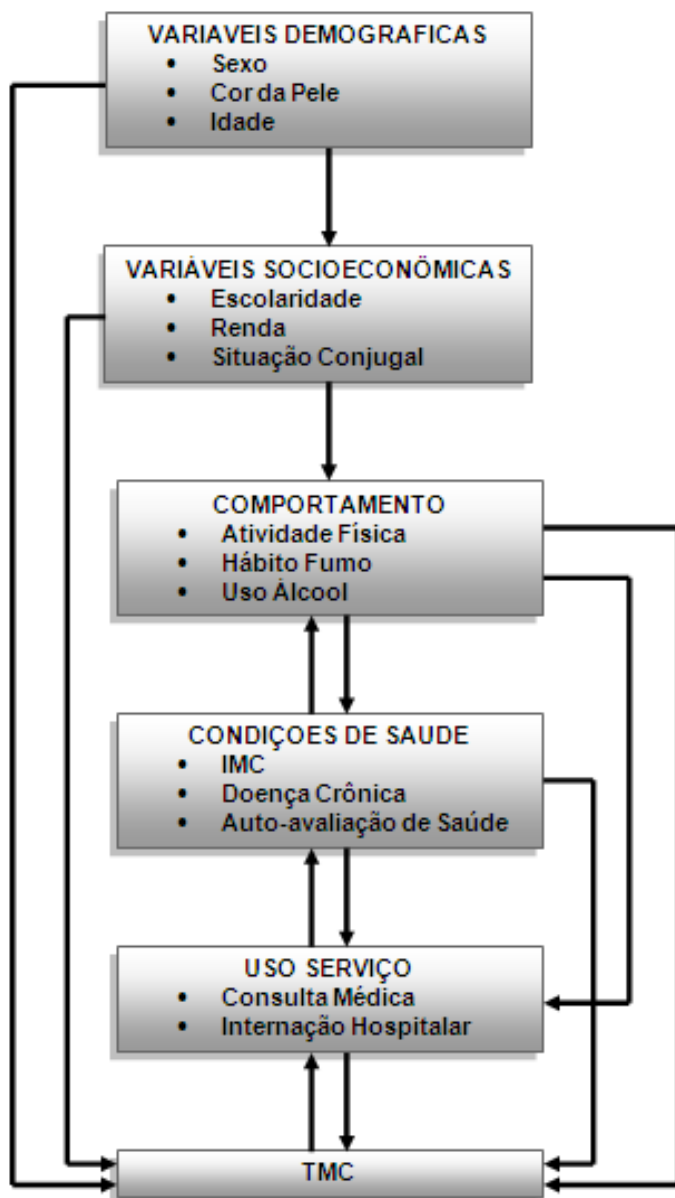 VARIAVEIS DEMOGRAFICAS
• Sexo
• Cor da Pele
• Idade
VARIÁVEIS SOCIOECONÔMICAS
• Escolaridade
• Renda
• Situação Conjugal
COMPORTAMENTO
• Atividade Física
• Hábito Fumo
• Uso Álcool
CONDIÇOES DE SAUDE
• IMC
• Doença Crônica
• Auto-avaliação de Saúde
USO SERVIÇO
• Consulta Médica
• Internação Hospitalar
TMC